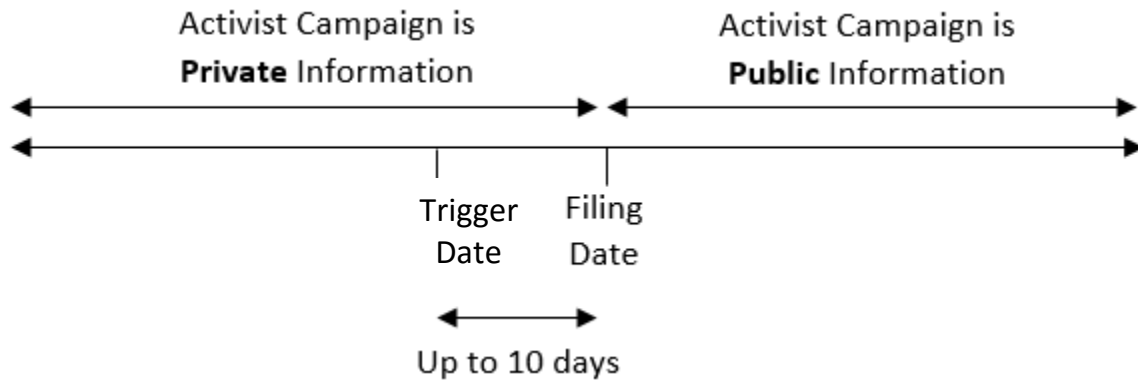 Activist Campaign is
Private Information
Activist Campaign is
Public Information
Trigger
Date
Filing
Date
Up to 10 days